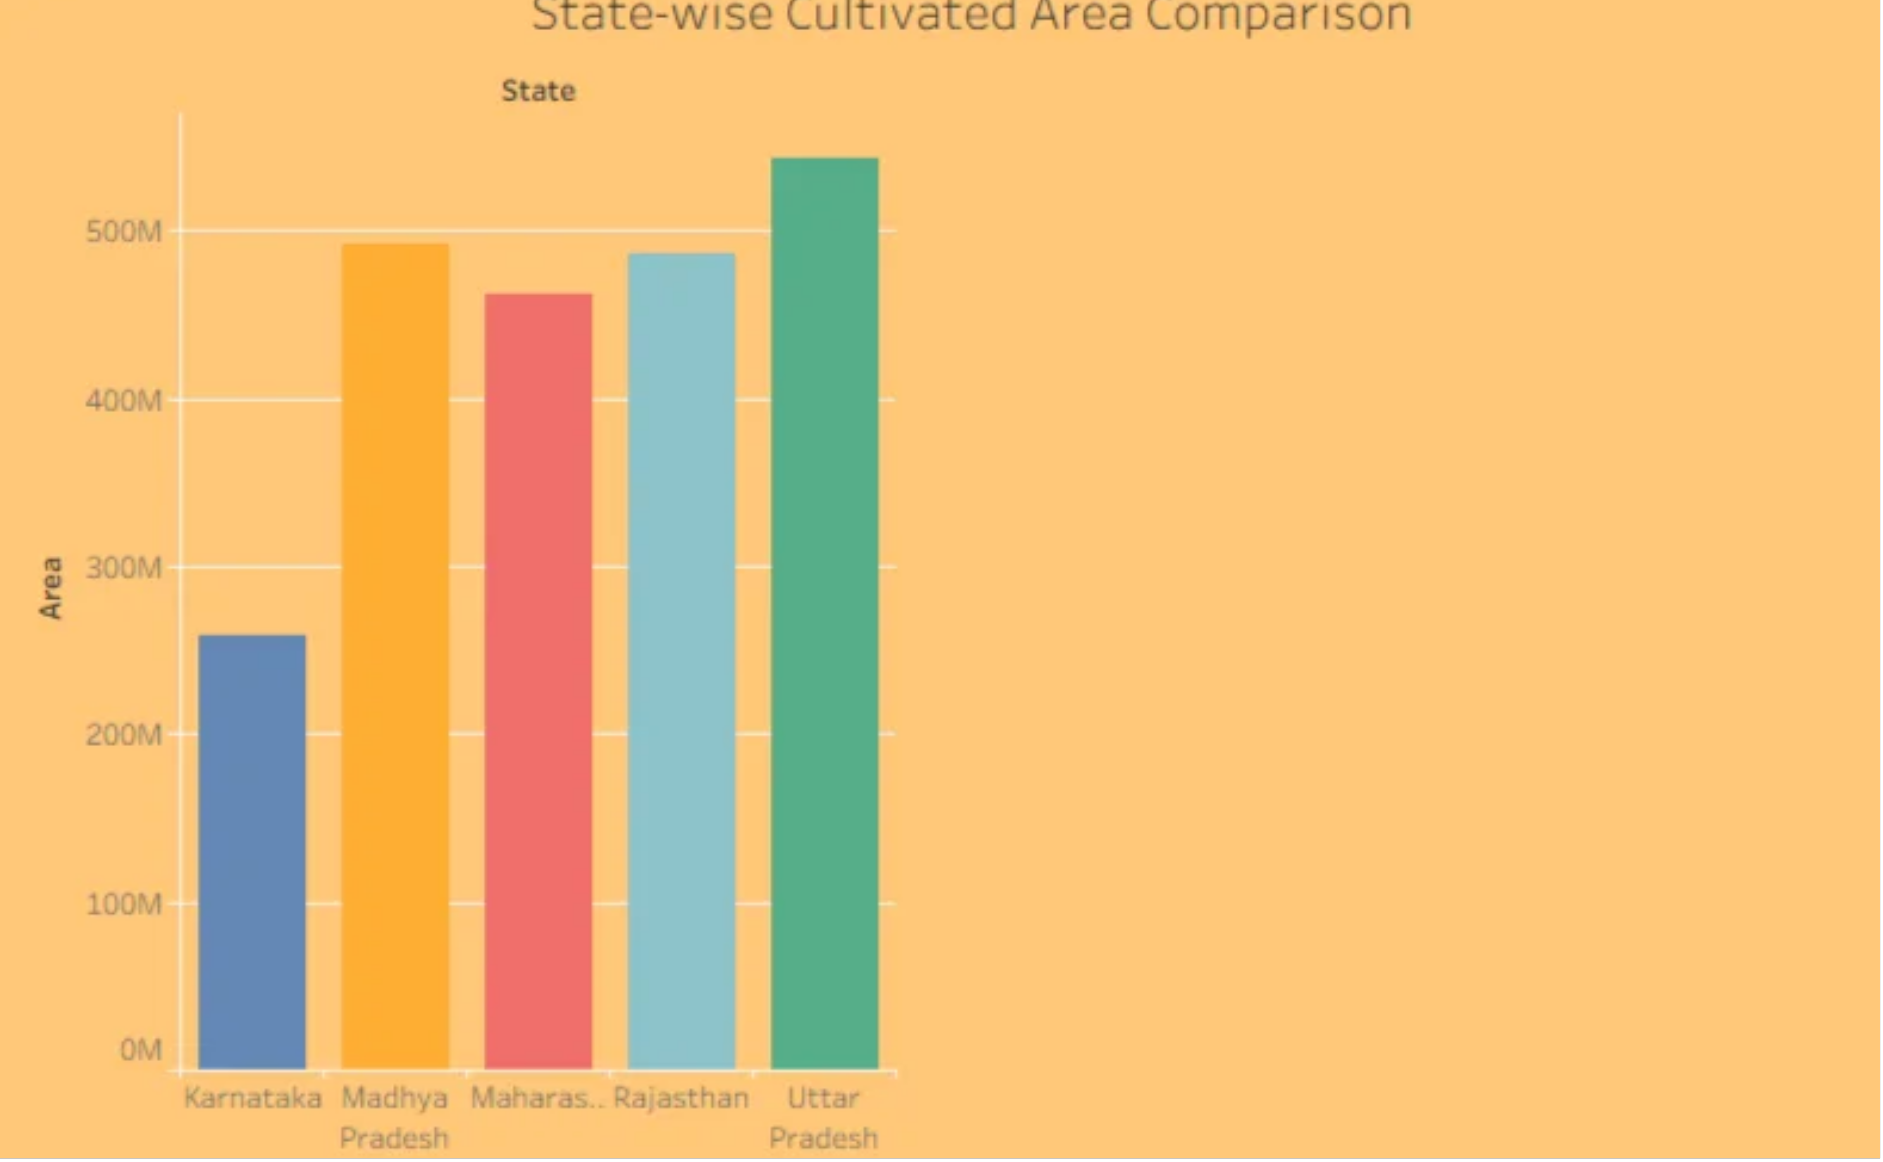 State-wise Cultivated Area Comparison
State
500M
400M
300M
200M
100M
0M
Area
Karnataka
Madhya
Pradesh
Maharas..
Rajasthan
Uttar
Pradesh